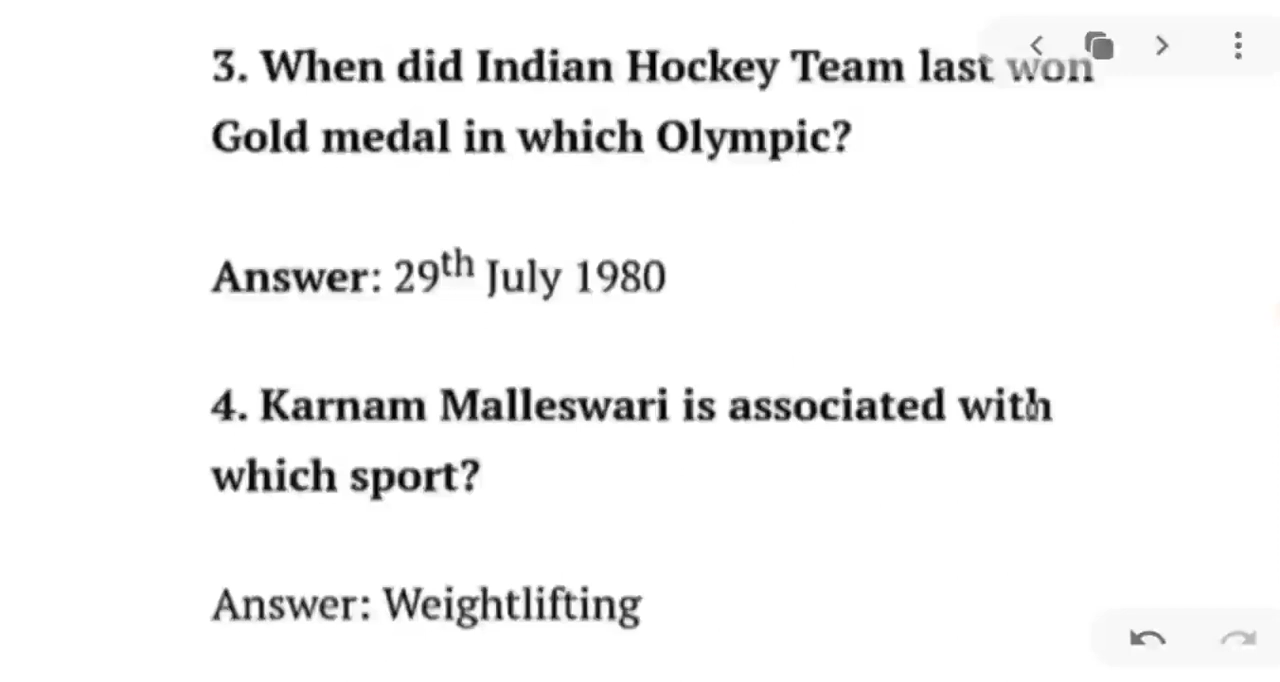 3. When did Indian Hockey Team last won
Gold medal in which Olympic?
Answer: 29th July 1980
4. Karnam Malleswari is associated with
which sport?
Answer: Weightlifting